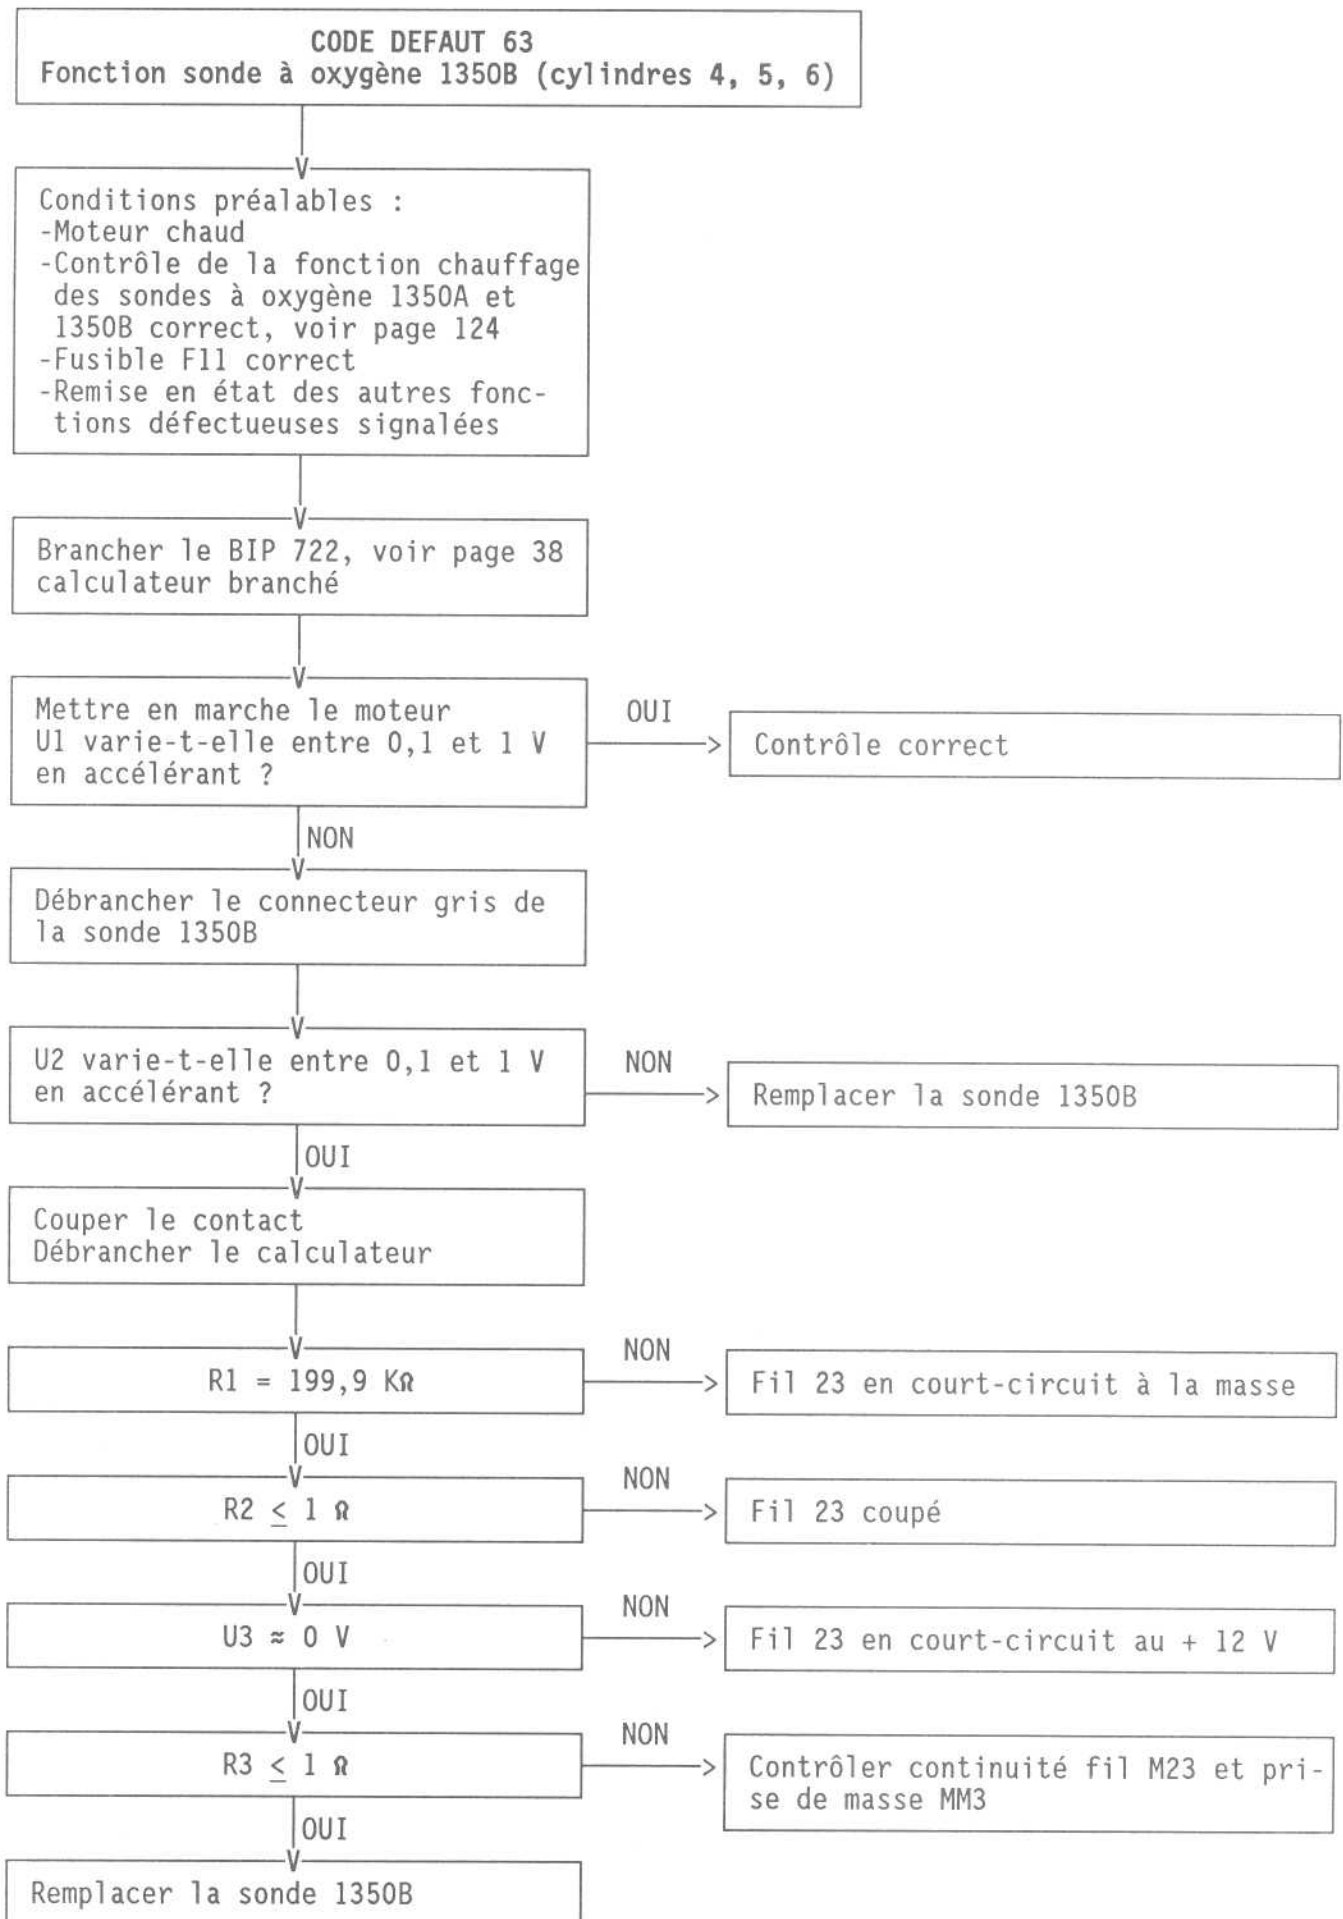 CODE DEFAUT 63
Fonction sonde à oxygène 1350B (cylindres 4, 5, 6)
Conditions préalables :
-Moteur chaud
-Contrôle de la fonction chauffage
des sondes à oxygène 1350A et
1350B correct, voir page 124
-Fusible F11 correct
-Remise en état des autres fonc-
tions défectueuses signalées
Brancher le BIP 722, voir page 38
calculateur branché
Mettre en marche le moteur
U1 varie-t-elle entre 0,1 et 1 V
en accélérant ?
OUI
Contrôle correct
NON
Débrancher le connecteur gris de
la sonde 1350B
U2 varie-t-elle entre 0,1 et 1 V
en accélérant ?
NON
Remplacer la sonde 1350B
OUI
Couper le contact
Débrancher le calculateur
R1 = 199,9 KΩ
NON
Fil 23 en court-circuit à la masse
OUI
R2 ≤ 1 Ω
NON
Fil 23 coupé
OUI
U3 ≈ 0 V
NON
Fil 23 en court-circuit au + 12 V
OUI
R3 ≤ 1 Ω
NON
Contrôler continuité fil M23 et pri-
se de masse MM3
OUI
Remplacer la sonde 1350B